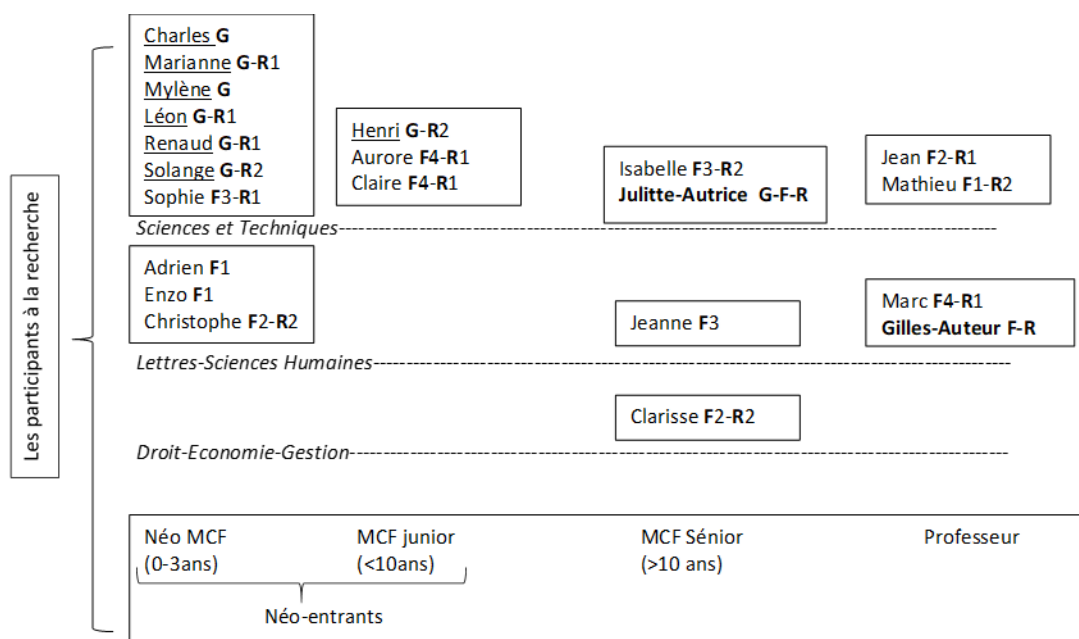 Les participants à la recherche
Charles G
Marianne G-R1
Mylène G
Léon G-R1
Renaud G-R1
Solange G-R2
Sophie F3-R1
Henri G-R2
Aurore F4-R1
Claire F4-R1
Isabelle F3-R2
Julitte-Autrice G-F-R
Jean F2-R1
Mathieu F1-R2
Sciences et Techniques
Adrien F1
Enzo F1
Christophe F2-R2
Jeanne F3
Marc F4-R1
Gilles-Auteur F-R
Lettres-Sciences Humaines
Clarisse F2-R2
Droit-Economie-Gestion
Néo MCF
(0-3ans)
MCF junior
(<10ans)
MCF Sénior
(>10 ans)
Professeur
Néo-entrants